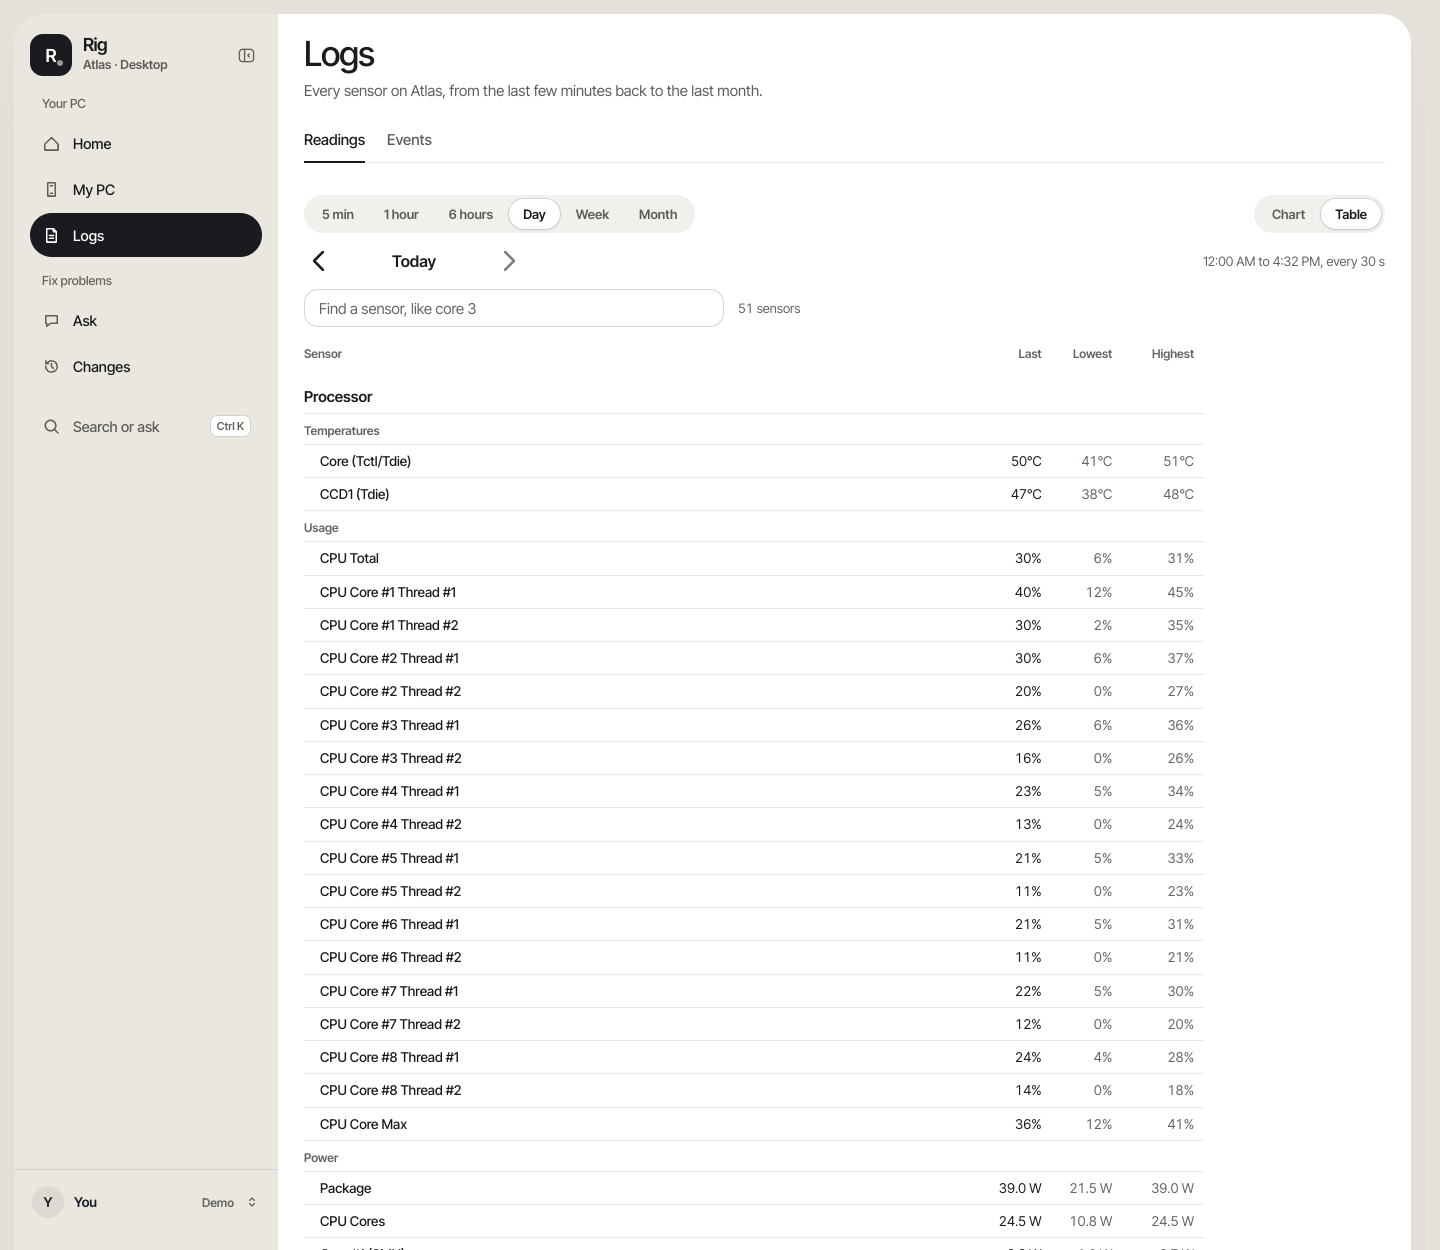 R.
Rig
Atlas · Desktop
Your PC
Home
My PC
Logs
Fix problems
Ask
Changes
Search or ask Ctrl K
Y You Demo
Logs
Every sensor on Atlas, from the last few minutes back to the last month.
Readings Events
5 min 1 hour 6 hours Day Week Month Chart Table
Today 12:00 AM to 4:32 PM, every 30 s
Find a sensor, like core 3 51 sensors
Sensor Last Lowest Highest
Processor
Temperatures
Core (Tctl/Tdie) 50°C 41°C 51°C
CCD1 (Tdie) 47°C 38°C 48°C
Usage
CPU Total 30% 6% 31%
CPU Core #1 Thread #1 40% 12% 45%
CPU Core #1 Thread #2 30% 2% 35%
CPU Core #2 Thread #1 30% 6% 37%
CPU Core #2 Thread #2 20% 0% 27%
CPU Core #3 Thread #1 26% 6% 36%
CPU Core #3 Thread #2 16% 0% 26%
CPU Core #4 Thread #1 23% 5% 34%
CPU Core #4 Thread #2 13% 0% 24%
CPU Core #5 Thread #1 21% 5% 33%
CPU Core #5 Thread #2 11% 0% 23%
CPU Core #6 Thread #1 21% 5% 31%
CPU Core #6 Thread #2 11% 0% 21%
CPU Core #7 Thread #1 22% 5% 30%
CPU Core #7 Thread #2 12% 0% 20%
CPU Core #8 Thread #1 24% 4% 28%
CPU Core #8 Thread #2 14% 0% 18%
CPU Core Max 36% 12% 41%
Power
Package 39.0 W 21.5 W 39.0 W
CPU Cores 24.5 W 10.8 W 24.5 W